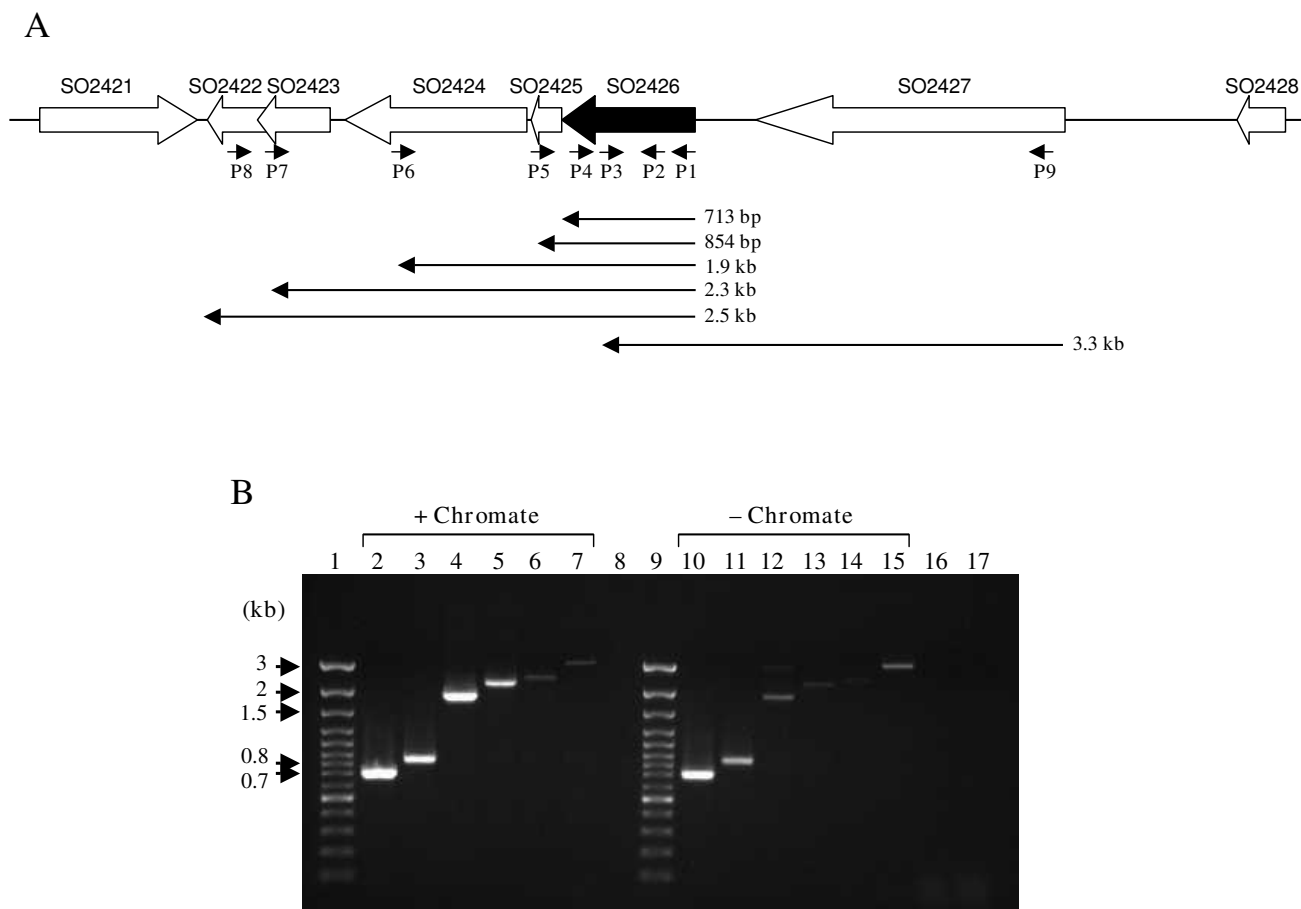 A
SO2421 SO2422 SO2423 SO2424 SO2425 SO2426 SO2427 SO2428
P8 P7 P6 P5 P4 P3 P2 P1 P9
713 bp
854 bp
1.9 kb
2.3 kb
2.5 kb
3.3 kb
B
+ Chromate – Chromate
1 2 3 4 5 6 7 8 9 10 11 12 13 14 15 16 17
(kb)
3
2
1.5
0.8
0.7